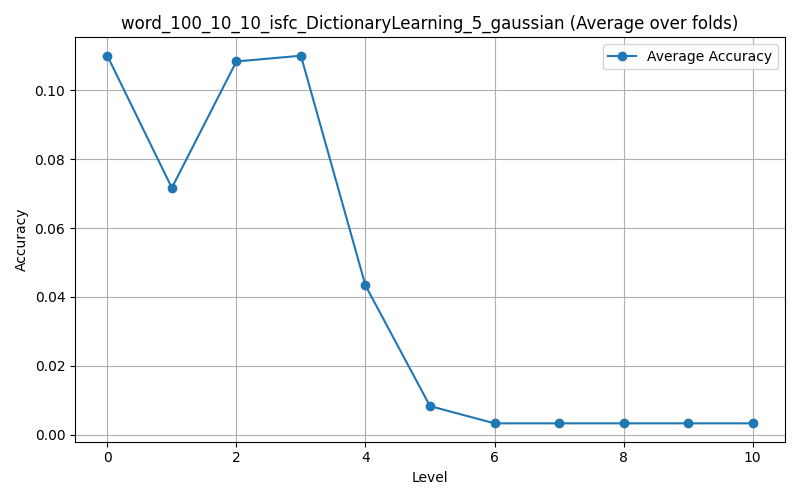 word_100_10_10_isfc_DictionaryLearning_5_gaussian (Average over folds)
Average Accuracy
0.10
0.08
0.06
0.04
0.02
0.00
Accuracy
0 2 4 6 8 10
Level